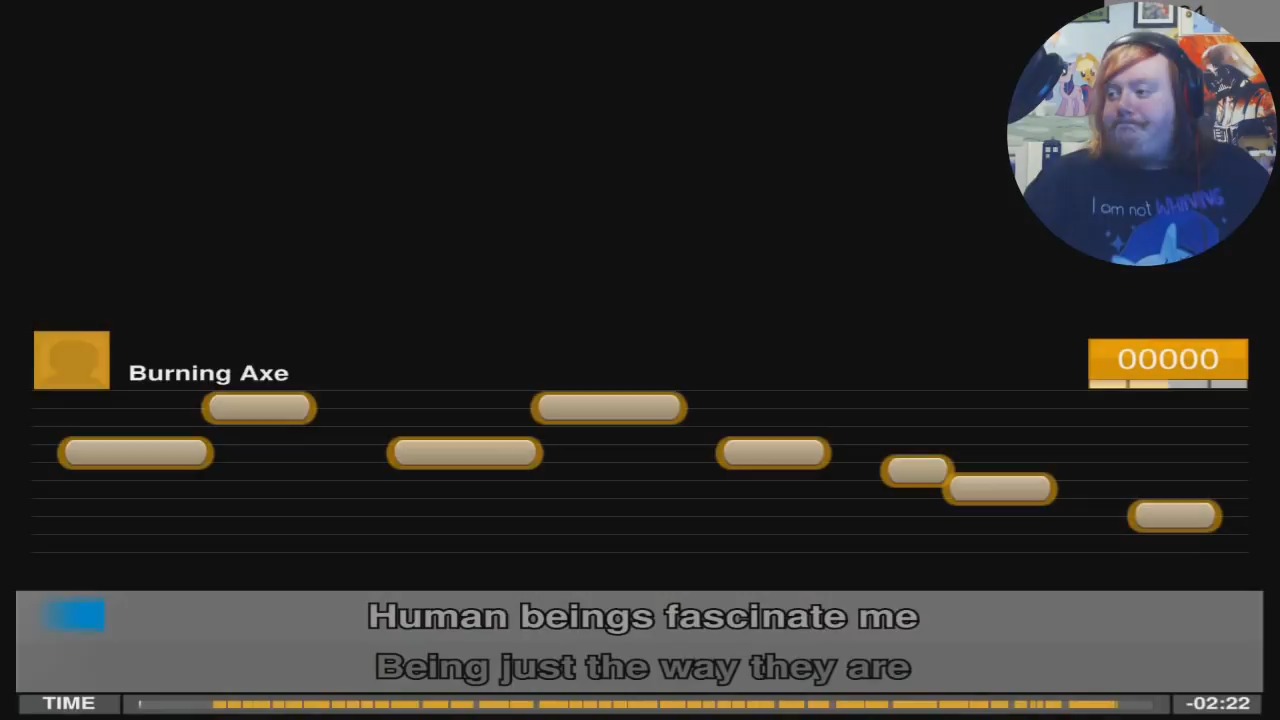 I am not WHINING
Burning Axe
00000
Human beings fascinate me
Being just the way they are
TIME
-02:22